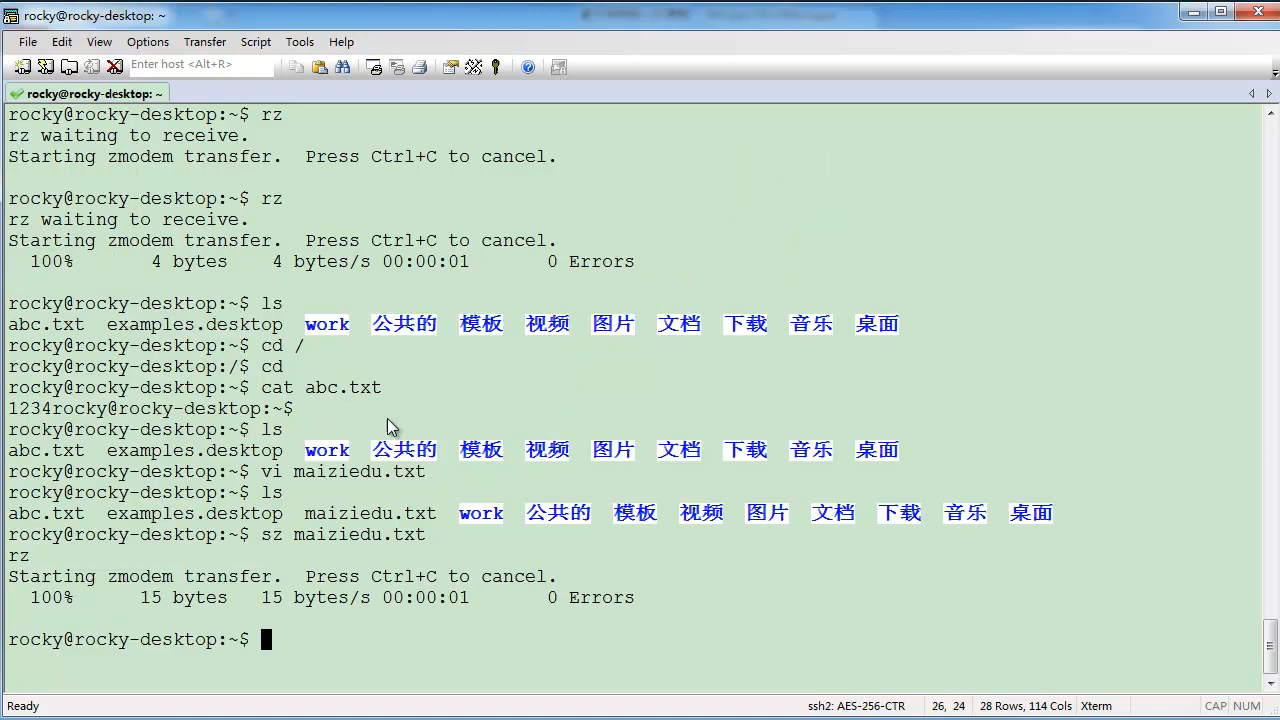 rocky@rocky-desktop: ~
File Edit View Options Transfer Script Tools Help
Enter host <Alt+R>
rocky@rocky-desktop: ~
rocky@rocky-desktop:~$ rz
rz waiting to receive.
Starting zmodem transfer.  Press Ctrl+C to cancel.
rocky@rocky-desktop:~$ rz
rz waiting to receive.
Starting zmodem transfer.  Press Ctrl+C to cancel.
  100%       4 bytes    4 bytes/s 00:00:01       0 Errors
rocky@rocky-desktop:~$ ls
abc.txt  examples.desktop  work  公共的  模板  视频  图片  文档  下载  音乐  桌面
rocky@rocky-desktop:~$ cd /
rocky@rocky-desktop:/$ cd
rocky@rocky-desktop:~$ cat abc.txt
1234rocky@rocky-desktop:~$
rocky@rocky-desktop:~$ ls
abc.txt  examples.desktop  work  公共的  模板  视频  图片  文档  下载  音乐  桌面
rocky@rocky-desktop:~$ vi maiziedu.txt
rocky@rocky-desktop:~$ ls
abc.txt  examples.desktop  maiziedu.txt  work  公共的  模板  视频  图片  文档  下载  音乐  桌面
rocky@rocky-desktop:~$ sz maiziedu.txt
rz
Starting zmodem transfer.  Press Ctrl+C to cancel.
  100%      15 bytes   15 bytes/s 00:00:01       0 Errors
rocky@rocky-desktop:~$
Ready ssh2: AES-256-CTR 26, 24 28 Rows, 114 Cols Xterm CAP NUM